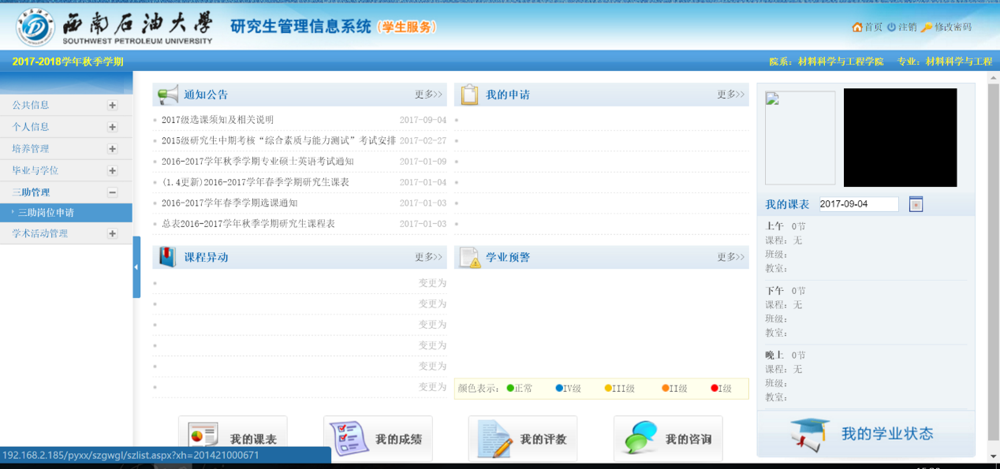 西南石油大學
SOUTHWEST PETROLEUM UNIVERSITY
研究生管理信息系统（学生服务）
首页 注销 修改密码
2017-2018学年秋季学期
院系：材料科学与工程学院 专业：材料科学与工程
公共信息
个人信息
培养管理
毕业与学位
三助管理
三助岗位申请
学术活动管理
通知公告 更多>>
2017级选课须知及相关说明 2017-09-04
2015级研究生中期考核“综合素质与能力测试”考试安排 2017-02-27
2016-2017学年秋季学期专业硕士英语考试通知 2017-01-09
(1.4更新)2016-2017学年春季学期研究生课表 2017-01-04
2016-2017学年春季学期选课通知 2017-01-03
总表2016-2017学年秋季学期研究生课程表 2017-01-03
我的申请 更多>>
课程异动 更多>>
变更为
变更为
变更为
变更为
变更为
变更为
学业预警 更多>>
颜色表示： 正常 IV级 III级 II级 I级
我的课表 2017-09-04
上午 0节
课程：无
班级：
教室：
下午 0节
课程：无
班级：
教室：
晚上 0节
课程：无
班级：
教室：
我的课表 我的成绩 我的评教 我的咨询
我的学业状态
192.168.2.185/pyxx/szgwgl/szlist.aspx?xh=201421000671